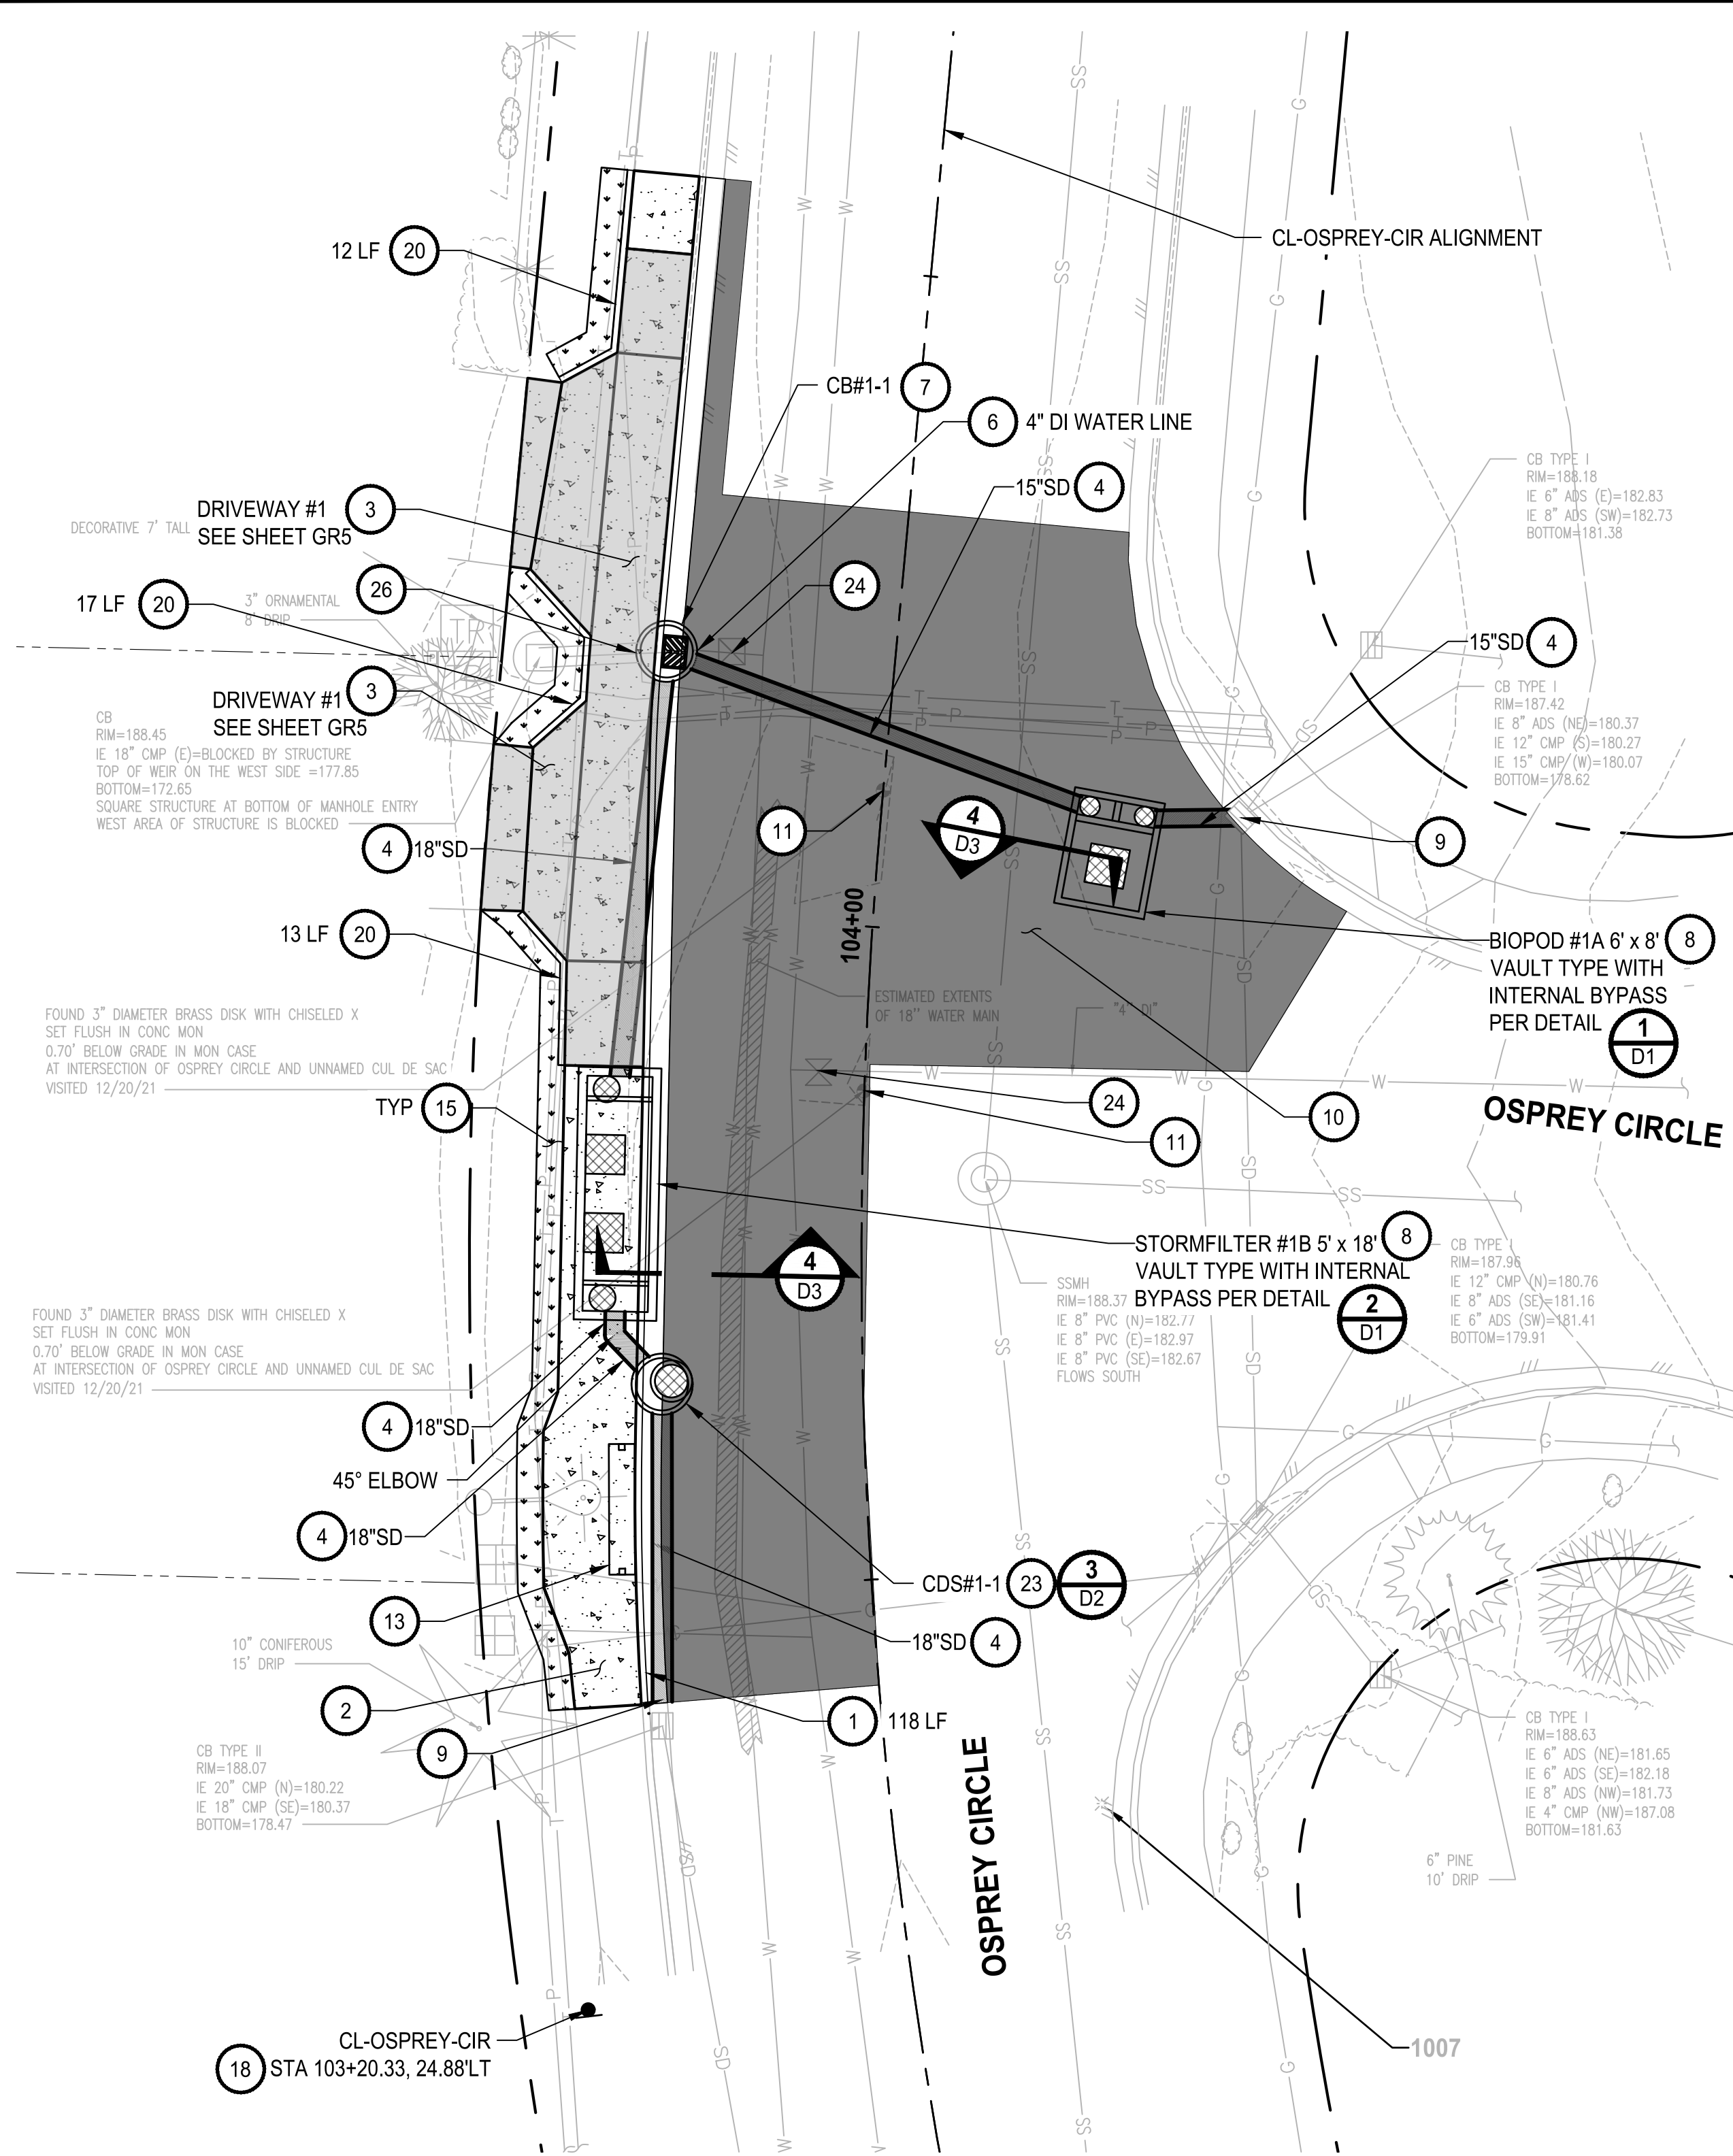 CL-OSPREY-CIR ALIGNMENT
12 LF 20
CB#1-1 7
6 4" DI WATER LINE
15"SD 4
CB TYPE I
RIM=188.18
IE 6" ADS (E)=182.83
IE 8" ADS (SW)=182.73
BOTTOM=181.38
DRIVEWAY #1 3
SEE SHEET GR5
DECORATIVE 7' TALL
26
24
17 LF 20
3" ORNAMENTAL
8' DRIP
TR
15"SD 4
DRIVEWAY #1 3
SEE SHEET GR5
CB TYPE I
RIM=187.42
IE 8" ADS (NE)=180.37
IE 12" CMP (S)=180.27
IE 15" CMP (W)=180.07
BOTTOM=178.62
CB
RIM=188.45
IE 18" CMP (E)=BLOCKED BY STRUCTURE
TOP OF WEIR ON THE WEST SIDE =177.85
BOTTOM=172.65
SQUARE STRUCTURE AT BOTTOM OF MANHOLE ENTRY
WEST AREA OF STRUCTURE IS BLOCKED
4 18"SD
11
4
D3
9
104+00
13 LF 20
BIOPOD #1A 6' x 8' 8
VAULT TYPE WITH
INTERNAL BYPASS
PER DETAIL
1
D1
ESTIMATED EXTENTS
OF 18" WATER MAIN
"4" DI"
FOUND 3" DIAMETER BRASS DISK WITH CHISELED X
SET FLUSH IN CONC MON
0.70' BELOW GRADE IN MON CASE
AT INTERSECTION OF OSPREY CIRCLE AND UNNAMED CUL DE SAC
VISITED 12/20/21
TYP 15
24
10
11
OSPREY CIRCLE
STORMFILTER #1B 5' x 18' 8
VAULT TYPE WITH INTERNAL
BYPASS PER DETAIL
2
D1
4
D3
SSMH
RIM=188.37
IE 8" PVC (N)=182.77
IE 8" PVC (E)=182.97
IE 8" PVC (SE)=182.67
FLOWS SOUTH
CB TYPE I
RIM=187.96
IE 12" CMP (N)=180.76
IE 8" ADS (SE)=181.16
IE 6" ADS (SW)=181.41
BOTTOM=179.91
FOUND 3" DIAMETER BRASS DISK WITH CHISELED X
SET FLUSH IN CONC MON
0.70' BELOW GRADE IN MON CASE
AT INTERSECTION OF OSPREY CIRCLE AND UNNAMED CUL DE SAC
VISITED 12/20/21
4 18"SD
45° ELBOW
4 18"SD
CDS#1-1 23
3
D2
13
18"SD 4
10" CONIFEROUS
15' DRIP
2
1 118 LF
9
CB TYPE II
RIM=188.07
IE 20" CMP (N)=180.22
IE 18" CMP (SE)=180.37
BOTTOM=178.47
OSPREY CIRCLE
CB TYPE I
RIM=188.63
IE 6" ADS (NE)=181.65
IE 6" ADS (SE)=182.18
IE 8" ADS (NW)=181.73
IE 4" CMP (NW)=187.08
BOTTOM=181.63
6" PINE
10' DRIP
CL-OSPREY-CIR
18 STA 103+20.33, 24.88'LT
1007